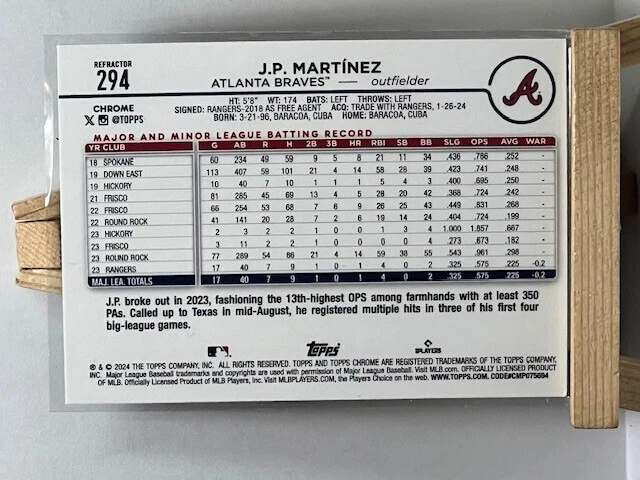 REFRACTOR
294
J.P. MARTÍNEZ
ATLANTA BRAVES™ — outfielder
CHROME
X @TOPPS
HT: 5'8" WT: 174 BATS: LEFT THROWS: LEFT
SIGNED: RANGERS-2018 AS FREE AGENT ACQ: TRADE WITH RANGERS, 1-26-24
BORN: 3-21-96, BARACOA, CUBA HOME: BARACOA, CUBA
A
MAJOR AND MINOR LEAGUE BATTING RECORD
YR CLUB G AB R H 2B 3B HR RBI SB BB SLG OPS AVG WAR
18 SPOKANE 60 234 49 59 9 5 8 21 11 34 .436 .766 .252 -
19 DOWN EAST 113 407 59 101 21 4 14 58 28 39 .423 .741 .248 -
19 HICKORY 10 40 7 10 1 1 1 5 4 3 .400 .695 .250 -
21 FRISCO 81 285 45 69 13 4 5 28 20 42 .368 .724 .242 -
22 FRISCO 66 254 53 68 7 6 9 26 25 43 .449 .831 .268 -
22 ROUND ROCK 41 141 20 28 7 2 6 19 14 24 .404 .724 .199 -
23 HICKORY 2 3 2 2 1 0 0 1 3 4 1.000 1.857 .667 -
23 FRISCO 3 11 2 2 1 0 0 0 4 0 .273 .673 .182 -
23 ROUND ROCK 77 289 54 86 21 4 14 59 38 55 .543 .961 .298 -
23 RANGERS 17 40 7 9 1 0 1 4 0 2 .325 .575 .225 -0.2
MAJ. LEA. TOTALS 17 40 7 9 1 0 1 4 0 2 .325 .575 .225 -0.2
J.P. broke out in 2023, fashioning the 13th-highest OPS among farmhands with at least 350
PAs. Called up to Texas in mid-August, he registered multiple hits in three of his first four
big-league games.
Topps
PLAYERS
® & © 2024 THE TOPPS COMPANY, INC. ALL RIGHTS RESERVED. TOPPS AND TOPPS CHROME ARE REGISTERED TRADEMARKS OF THE TOPPS COMPANY,
INC. Major League Baseball trademarks and copyrights are used with permission of Major League Baseball. Visit MLB.com. OFFICIALLY LICENSED PRODUCT
OF MLB. Officially Licensed Product of MLB Players, Inc. Visit MLBPLAYERS.com, the Players Choice on the web. WWW.TOPPS.COM. CODE#CMP075694